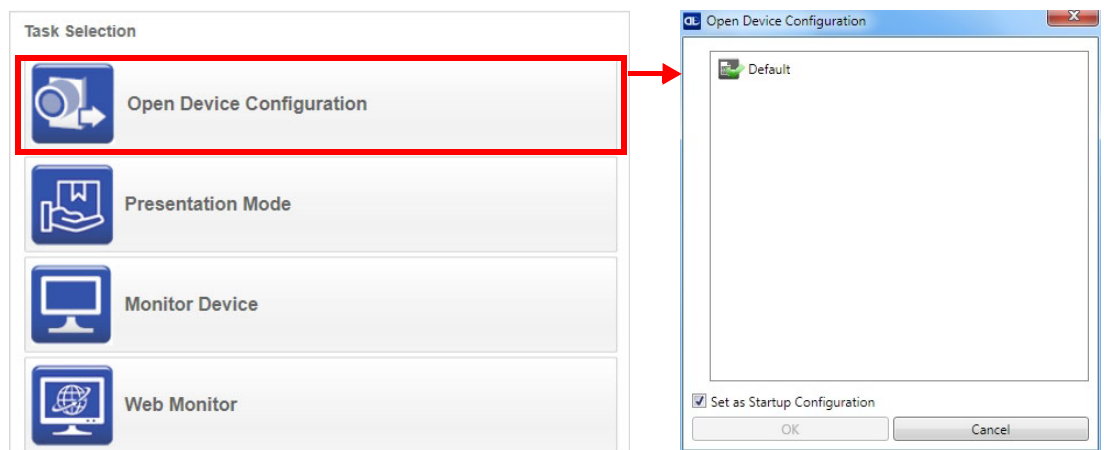 Task Selection
Open Device Configuration
Presentation Mode
Monitor Device
Web Monitor
Open Device Configuration
Default
Set as Startup Configuration
OK
Cancel